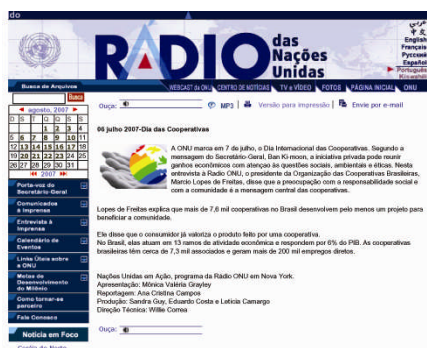 do
RÁDIO das Nações Unidas
عربي
中文
English
Français
Русский
Español
Português
Kiswahili
Busca de Arquivos
WEBCAST da ONU CENTRO DE NOTÍCIAS TV e VÍDEO FOTOS PÁGINA INICIAL ONU
Busca
agosto, 2007
D S T Q Q S S
1 2 3 4
5 6 7 8 9 10 11
12 13 14 15 16 17 18
19 20 21 22 23 24 25
26 27 28 29 30 31
2007
Porta-voz do Secretário-Geral
Comunicados à Imprensa
Entrevista à Imprensa
Calendário de Eventos
Links Úteis sobre a ONU
Metas de Desenvolvimento do Milênio
Como tornar-se parceiro
Fale Conosco
Notícia em Foco
Ouça: MP3 | Versão para impressão | Envie por e-mail
06 julho 2007-Dia das Cooperativas
A ONU marca em 7 de julho, o Dia Internacional das Cooperativas. Segundo a
mensagem do Secretário-Geral, Ban Ki-moon, a iniciativa privada pode reunir
ganhos econômicos com atenção às questões sociais, ambientais e éticas. Nesta
entrevista à Rádio ONU, o presidente da Organização das Cooperativas Brasileiras,
Marcio Lopes de Freitas, disse que a preocupação com a responsabilidade social e
com a comunidade é a mensagem central das cooperativas.
Lopes de Freitas explica que mais de 7,6 mil cooperativas no Brasil desenvolvem pelo menos um projeto para
beneficiar a comunidade.
Ele disse que o consumidor já valoriza o produto feito por uma cooperativa.
No Brasil, elas atuam em 13 ramos de atividade econômica e respondem por 6% do PIB. As cooperativas
brasileiras têm cerca de 7,3 mil associados e geram mais de 200 mil empregos diretos.
Nações Unidas em Ação, programa da Rádio ONU em Nova York.
Apresentação: Mônica Valéria Grayley
Reportagem: Ana Cristina Campos
Produção: Sandra Guy, Eduardo Costa e Letícia Camargo
Direção Técnica: Willie Correa
Ouça: